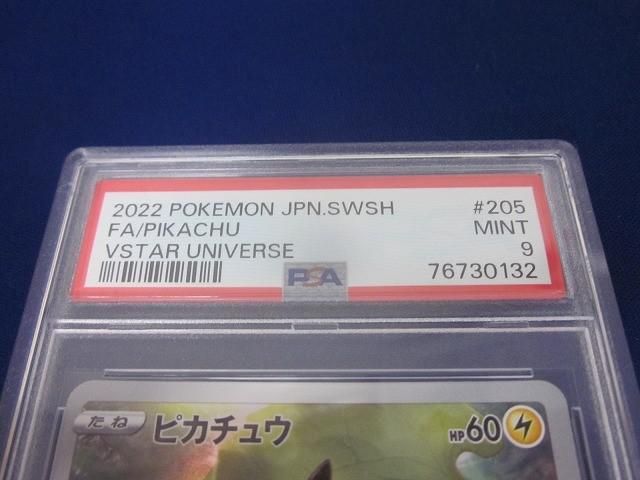 2022 POKEMON JPN.SWSH #205
FA/PIKACHU MINT
VSTAR UNIVERSE 9
76730132
PSA
たね ピカチュウ HP60